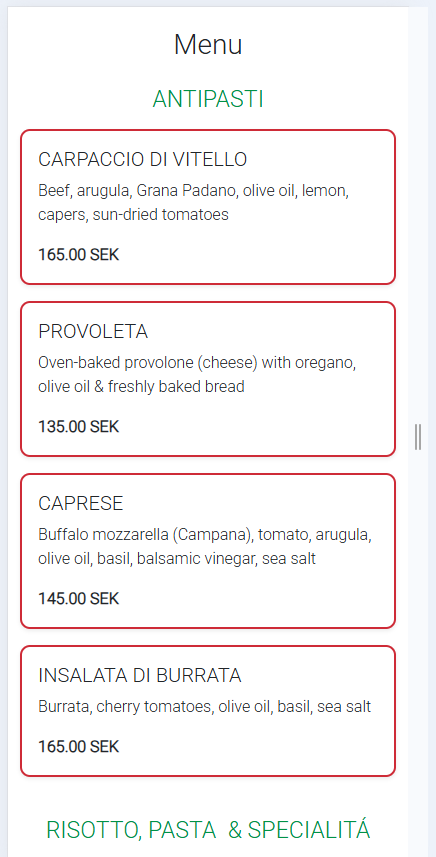 Menu
ANTIPASTI
CARPACCIO DI VITELLO
Beef, arugula, Grana Padano, olive oil, lemon,
capers, sun-dried tomatoes
165.00 SEK
PROVOLETA
Oven-baked provolone (cheese) with oregano,
olive oil & freshly baked bread
135.00 SEK
CAPRESE
Buffalo mozzarella (Campana), tomato, arugula,
olive oil, basil, balsamic vinegar, sea salt
145.00 SEK
INSALATA DI BURRATA
Burrata, cherry tomatoes, olive oil, basil, sea salt
165.00 SEK
RISOTTO, PASTA  & SPECIALITÁ